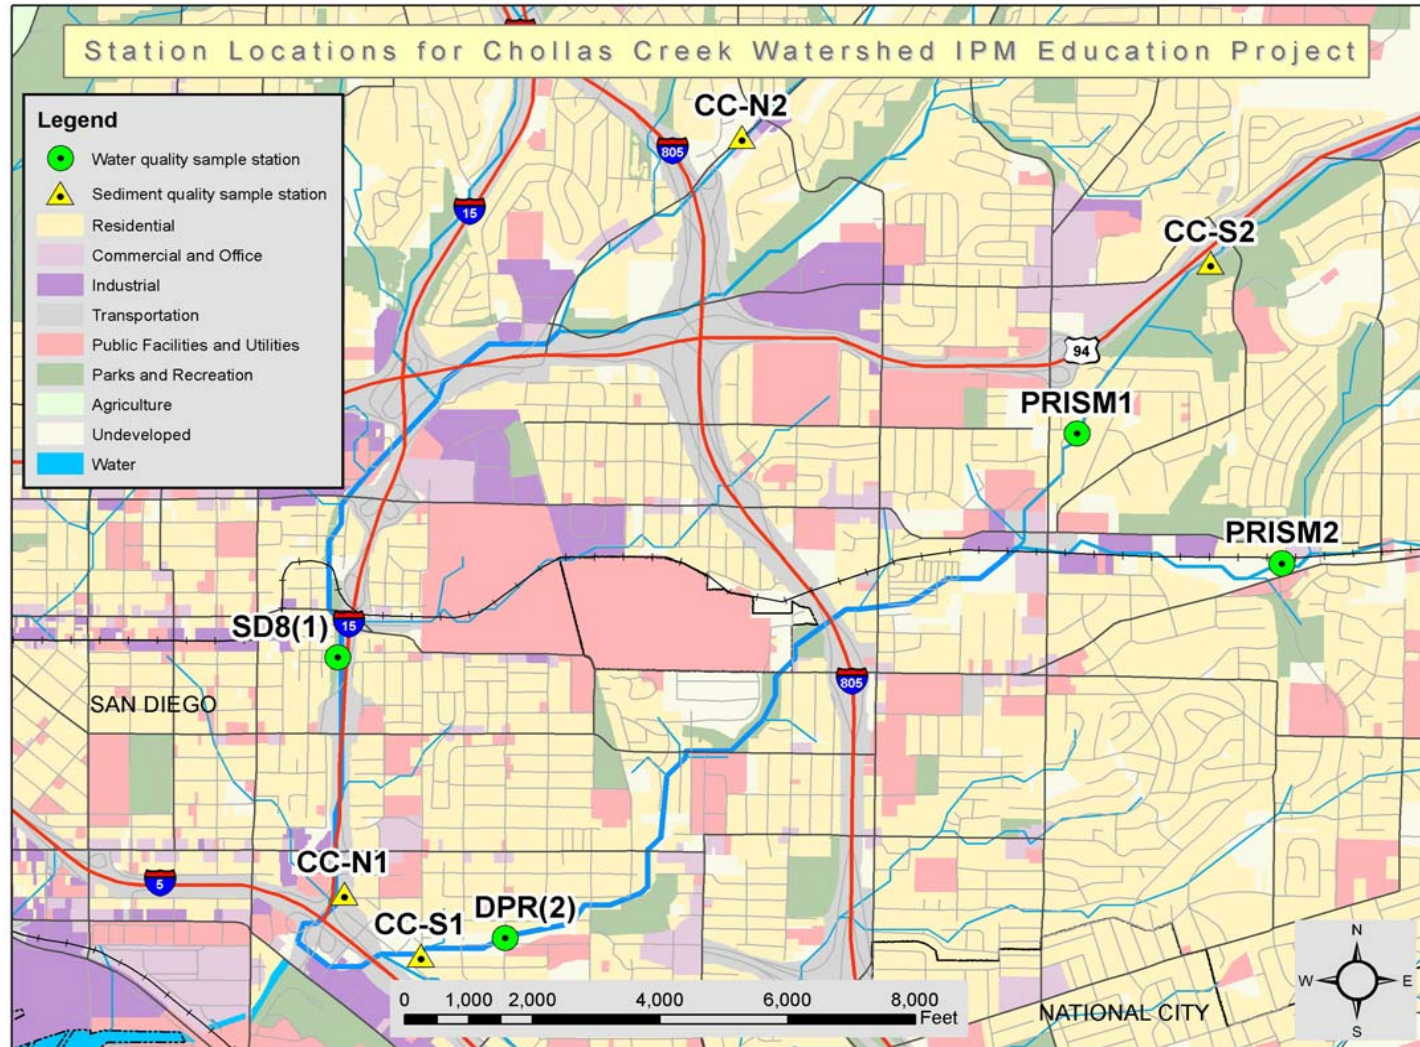 Station Locations for Chollas Creek Watershed IPM Education Project
Legend
Water quality sample station
Sediment quality sample station
Residential
Commercial and Office
Industrial
Transportation
Public Facilities and Utilities
Parks and Recreation
Agriculture
Undeveloped
Water
CC-N2
805
15
CC-S2
94
PRISM1
PRISM2
SD8(1)
15
805
SAN DIEGO
CC-N1
5
CC-S1
DPR(2)
0 1,000 2,000 4,000 6,000 8,000
Feet
NATIONAL CITY
N
W E
S